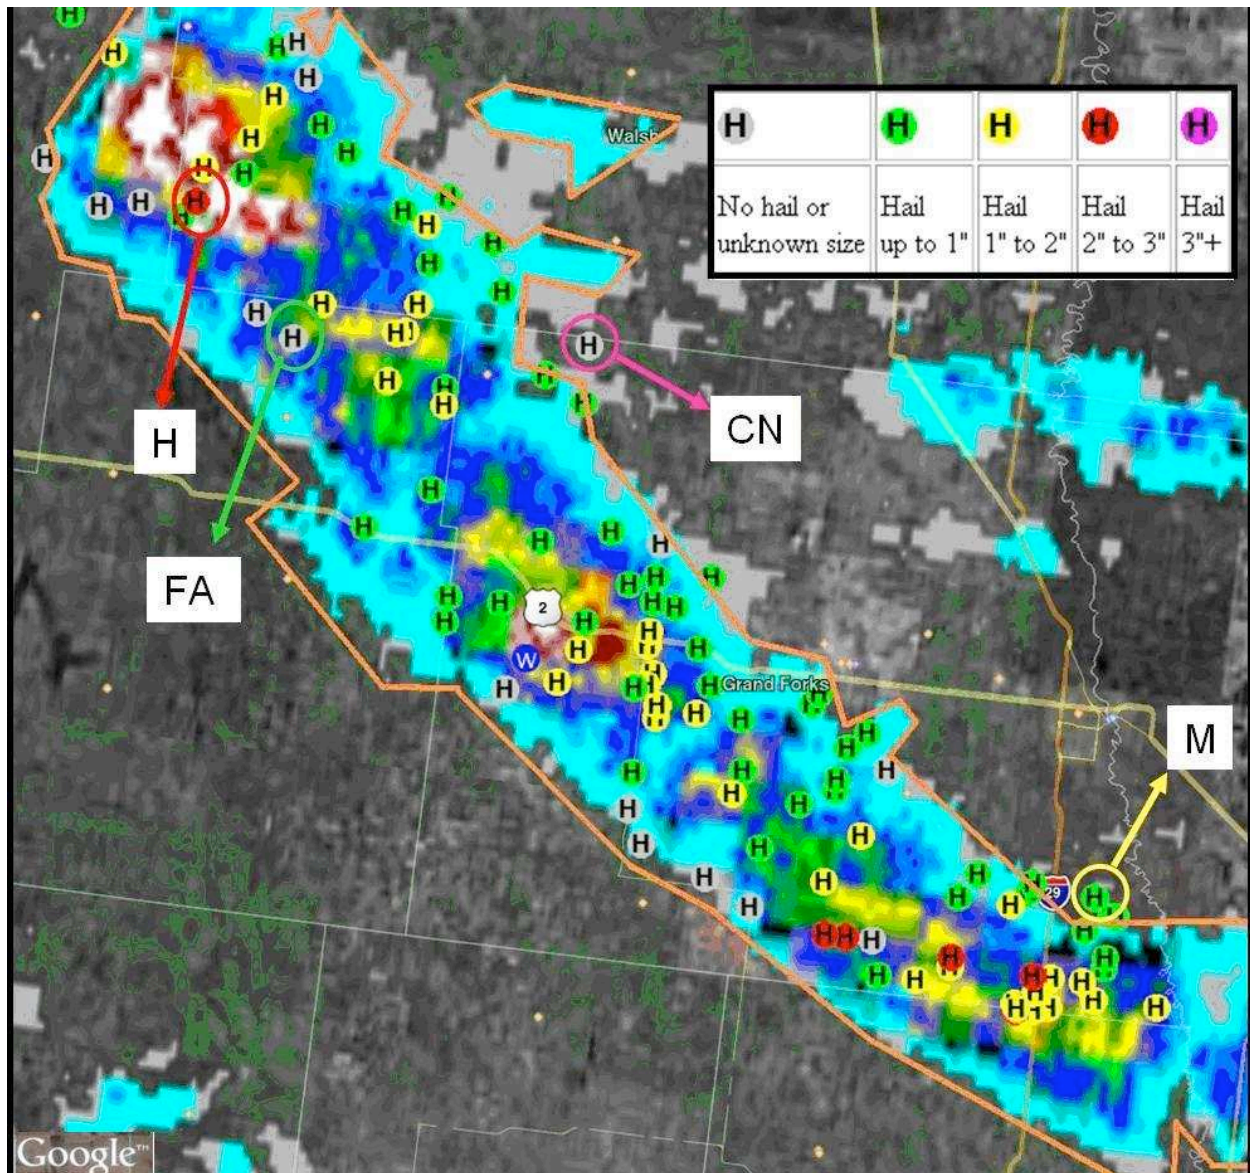 Walsh
H H H H H
No hail or unknown size
Hail up to 1"
Hail 1" to 2"
Hail 2" to 3"
Hail 3"+
H
CN
FA
2
W
Grand Forks
M
29
Google™